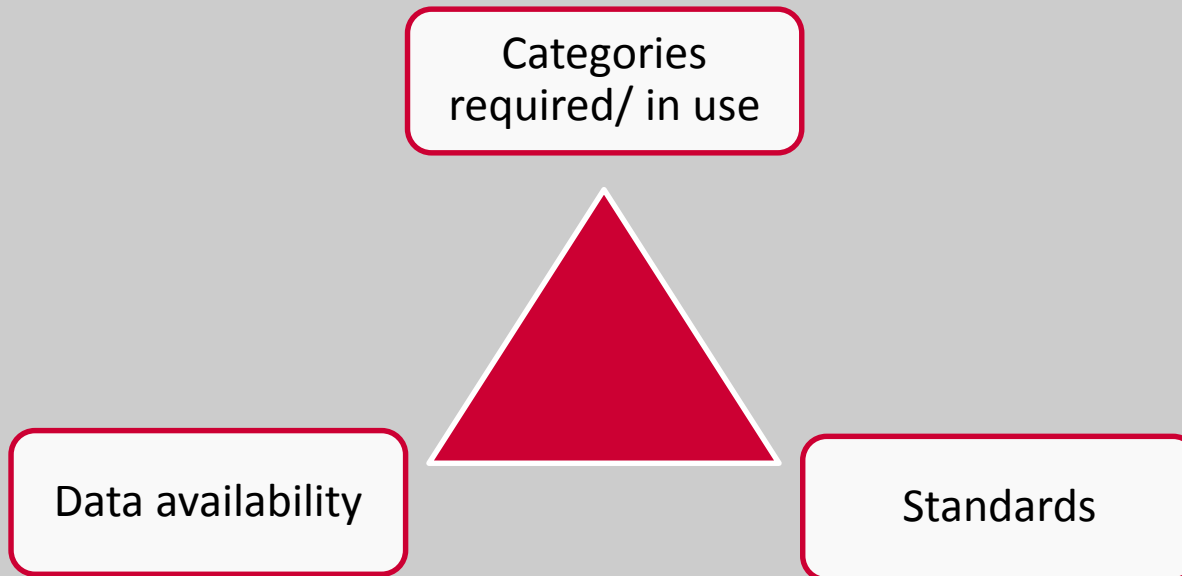 Categories
required/ in use
Data availability
Standards